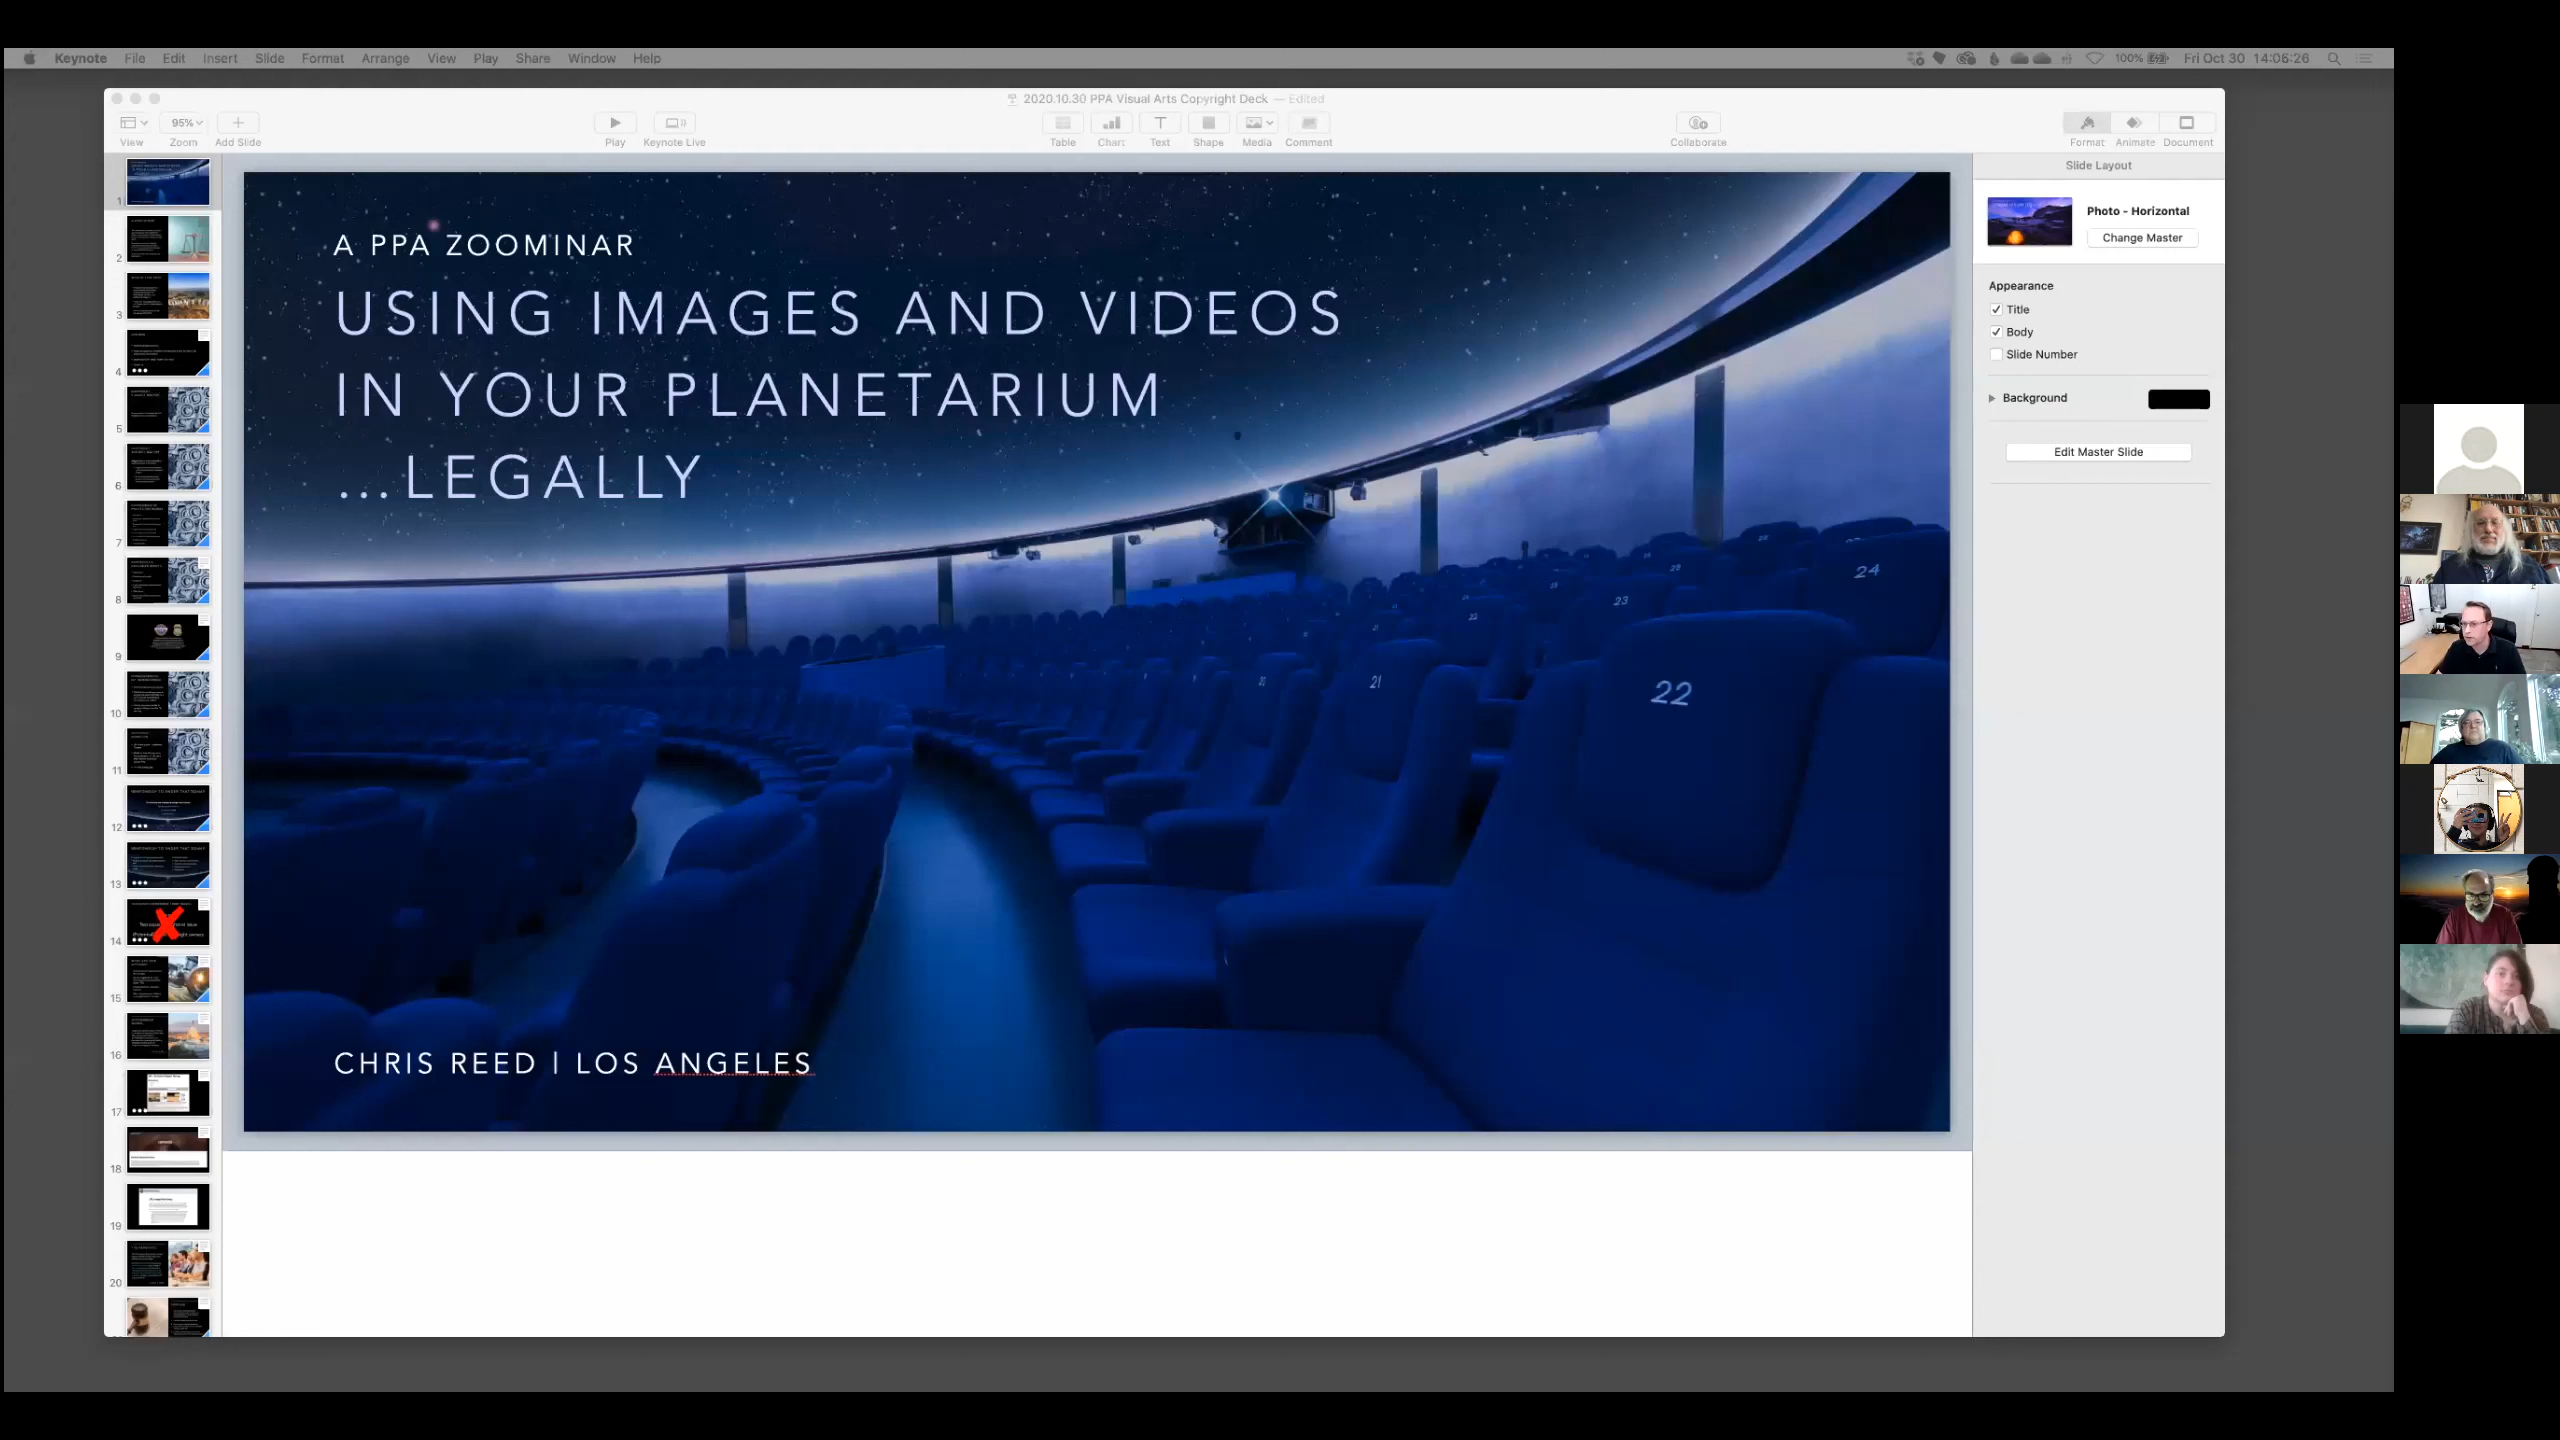 Keynote File Edit Insert Slide Format Arrange View Play Share Window Help
100% Fri Oct 30 14:05:26
2020.10.30 PPA Visual Arts Copyright Deck — Edited
95%
View Zoom Add Slide Play Keynote Live Table Chart Text Shape Media Comment Collaborate Format Animate Document
1
2
3
4
5
6
7
8
9
10
11
12
13
14
15
16
17
18
19
20
A PPA ZOOMINAR
USING IMAGES AND VIDEOS
IN YOUR PLANETARIUM
...LEGALLY
24
23
22
21
20
CHRIS REED | LOS ANGELES
Slide Layout
Photo - Horizontal
Change Master
Appearance
Title
Body
Slide Number
Background
Edit Master Slide